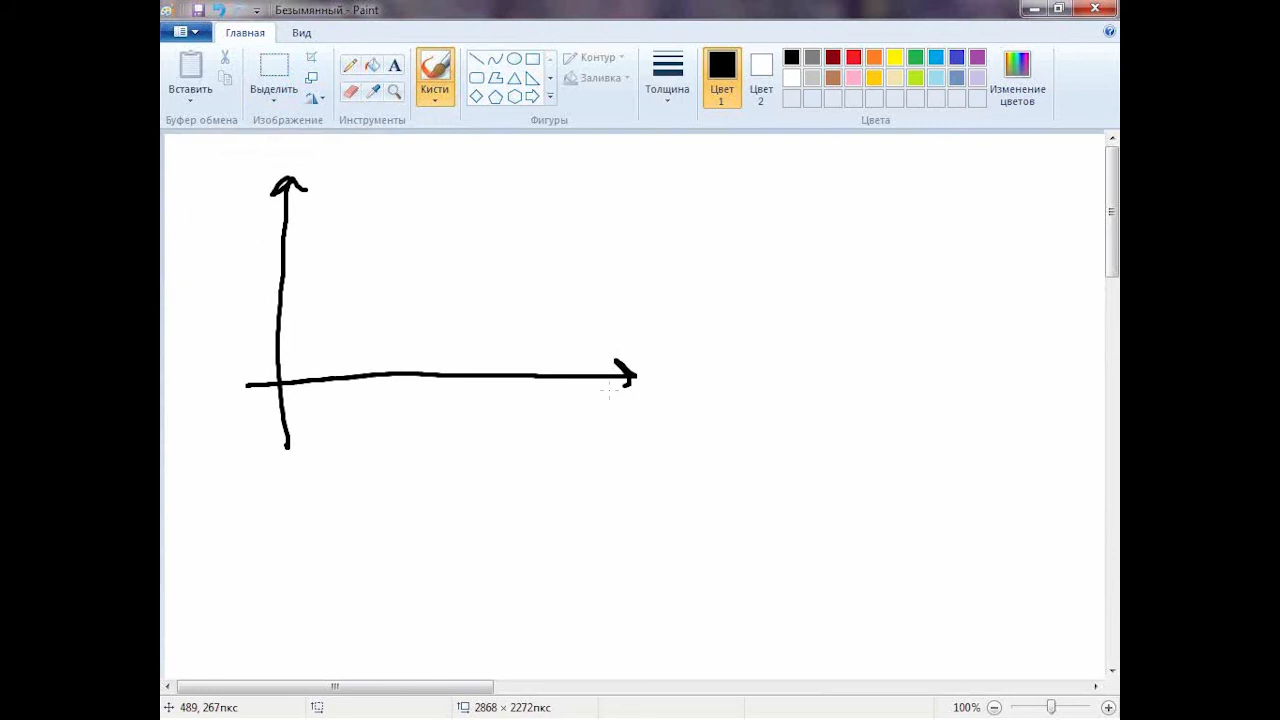 Безымянный - Paint
Главная Вид
Вставить
Выделить
Кисти
Контур
Заливка
Толщина
Цвет 1
Цвет 2
Изменение цветов
Буфер обмена Изображение Инструменты Фигуры Цвета
489, 267пкс 2868 × 2272пкс 100%